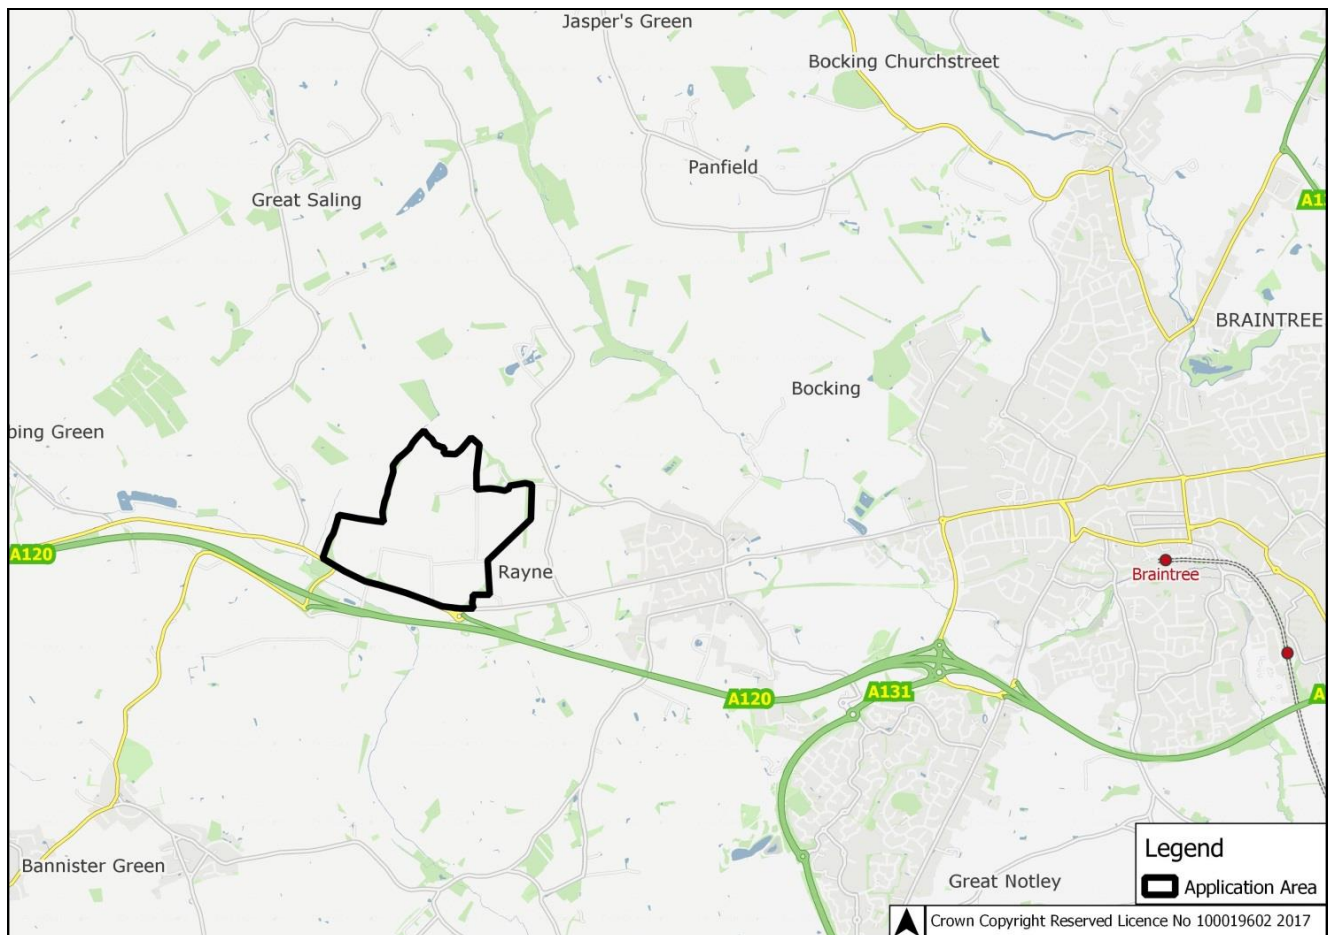 Jasper's Green
Bocking Churchstreet
Panfield
Great Saling
A13
BRAINTREE
Bocking
bing Green
A120
Rayne
Braintree
A131
A120
A
Bannister Green
Great Notley
Legend
Application Area
Crown Copyright Reserved Licence No 100019602 2017